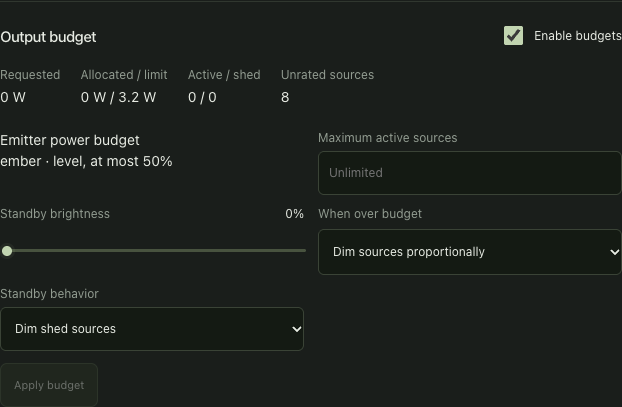 Output budget
Enable budgets
Requested
Allocated / limit
Active / shed
Unrated sources
0 W
0 W / 3.2 W
0 / 0
8
Emitter power budget
ember · level, at most 50%
Maximum active sources
Unlimited
Standby brightness
0%
When over budget
Dim sources proportionally
Standby behavior
Dim shed sources
Apply budget